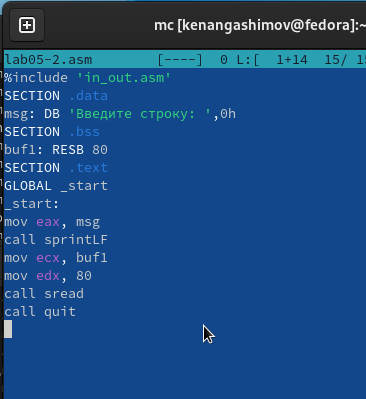 mc [kenangashimov@fedora]:~
lab05-2.asm [----] 0 L:[ 1+14 15/ 15
%include 'in_out.asm'
SECTION .data
msg: DB 'Введите строку: ',0h
SECTION .bss
buf1: RESB 80
SECTION .text
GLOBAL _start
_start:
mov eax, msg
call sprintLF
mov ecx, buf1
mov edx, 80
call sread
call quit